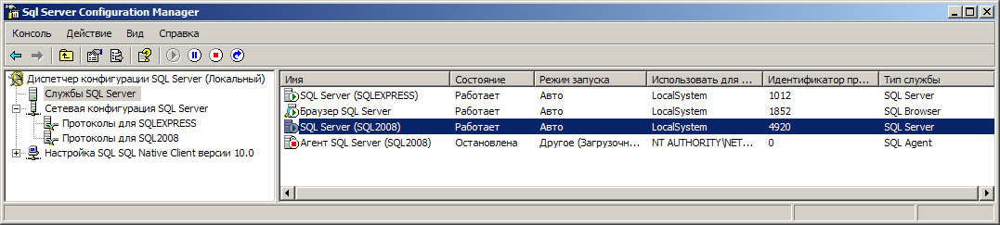 Sql Server Configuration Manager
Консоль Действие Вид Справка
Диспетчер конфигурации SQL Server (Локальный)
Службы SQL Server
Сетевая конфигурация SQL Server
Протоколы для SQLEXPRESS
Протоколы для SQL2008
Настройка SQL SQL Native Client версии 10.0
Имя Состояние Режим запуска Использовать для ... Идентификатор пр... Тип службы
SQL Server (SQLEXPRESS) Работает Авто LocalSystem 1012 SQL Server
Браузер SQL Server Работает Авто LocalSystem 1852 SQL Browser
SQL Server (SQL2008) Работает Авто LocalSystem 4920 SQL Server
Агент SQL Server (SQL2008) Остановлена Другое (Загрузочн... NT AUTHORITY\NET... 0 SQL Agent